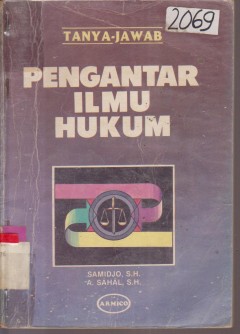 2069
TANYA-JAWAB
PENGANTAR
ILMU
HUKUM
SAMIDJO, S.H.
A. SAHAL, S.H.
ARMICO